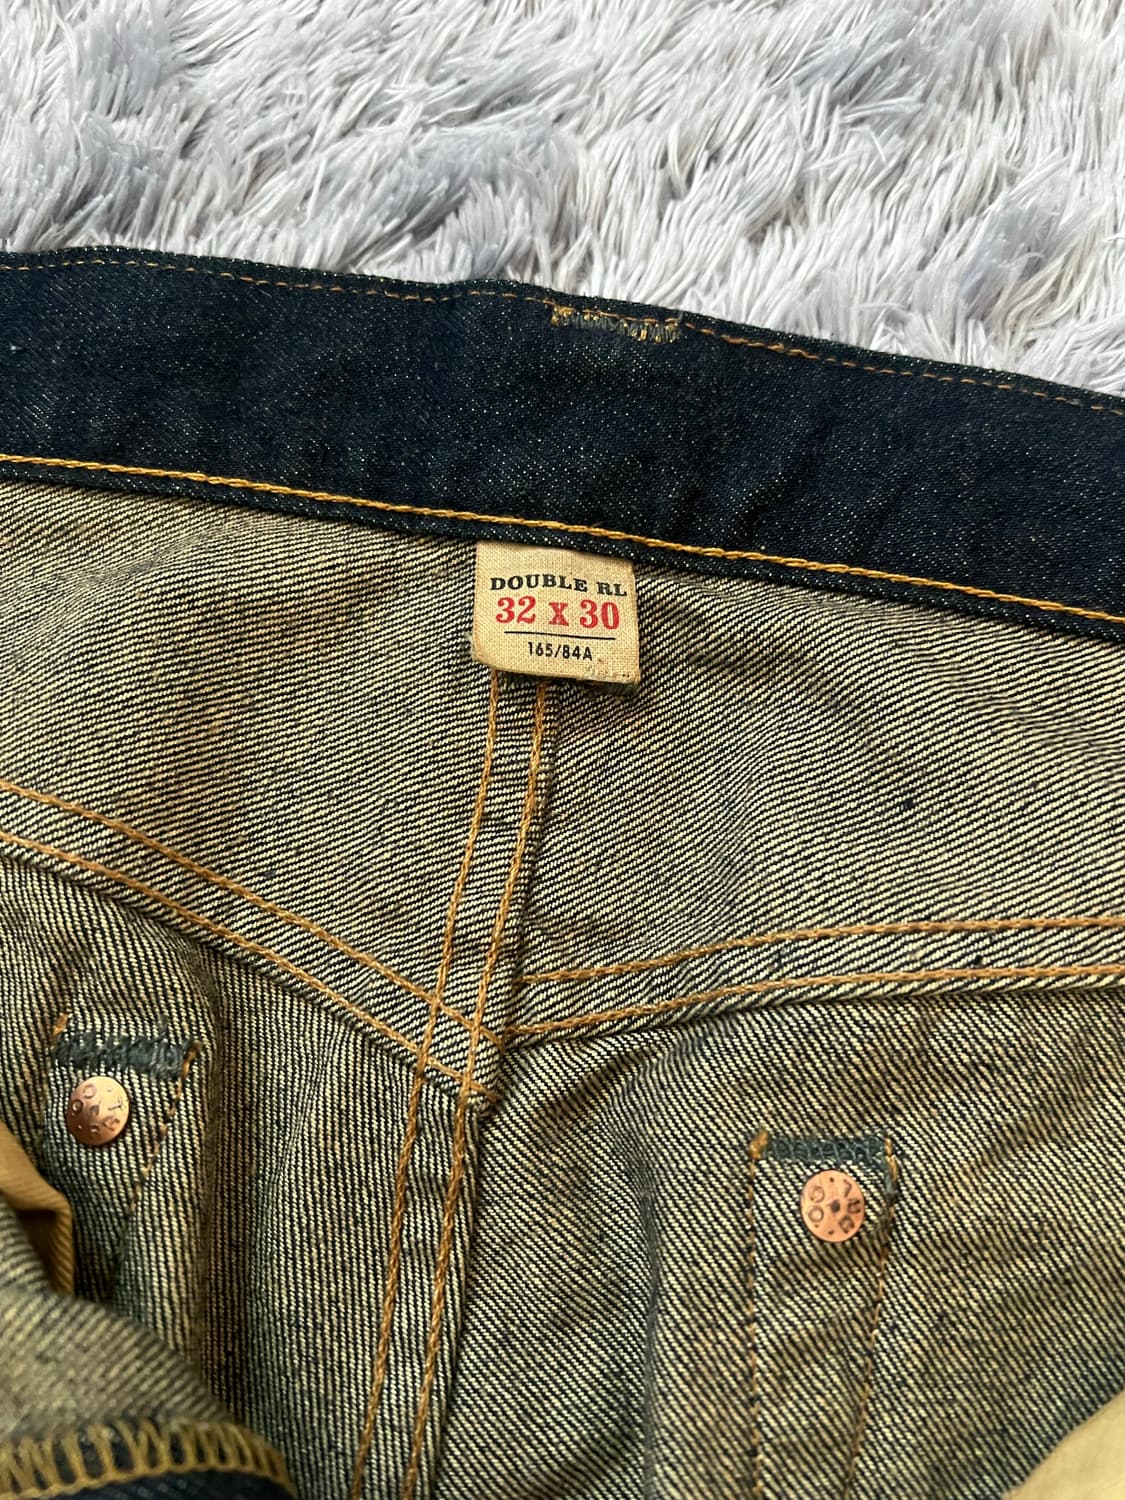 DOUBLE RL
32 x 30
165/84A